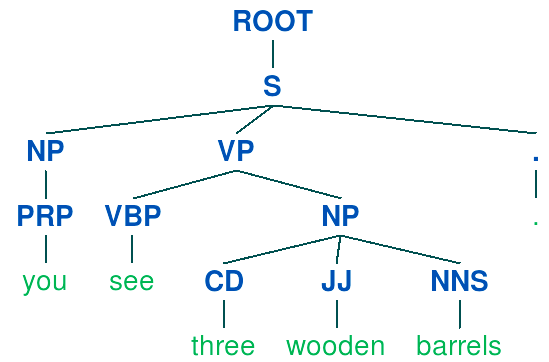 ROOT
S
NP VP .
PRP VBP NP .
you see CD JJ NNS
three wooden barrels